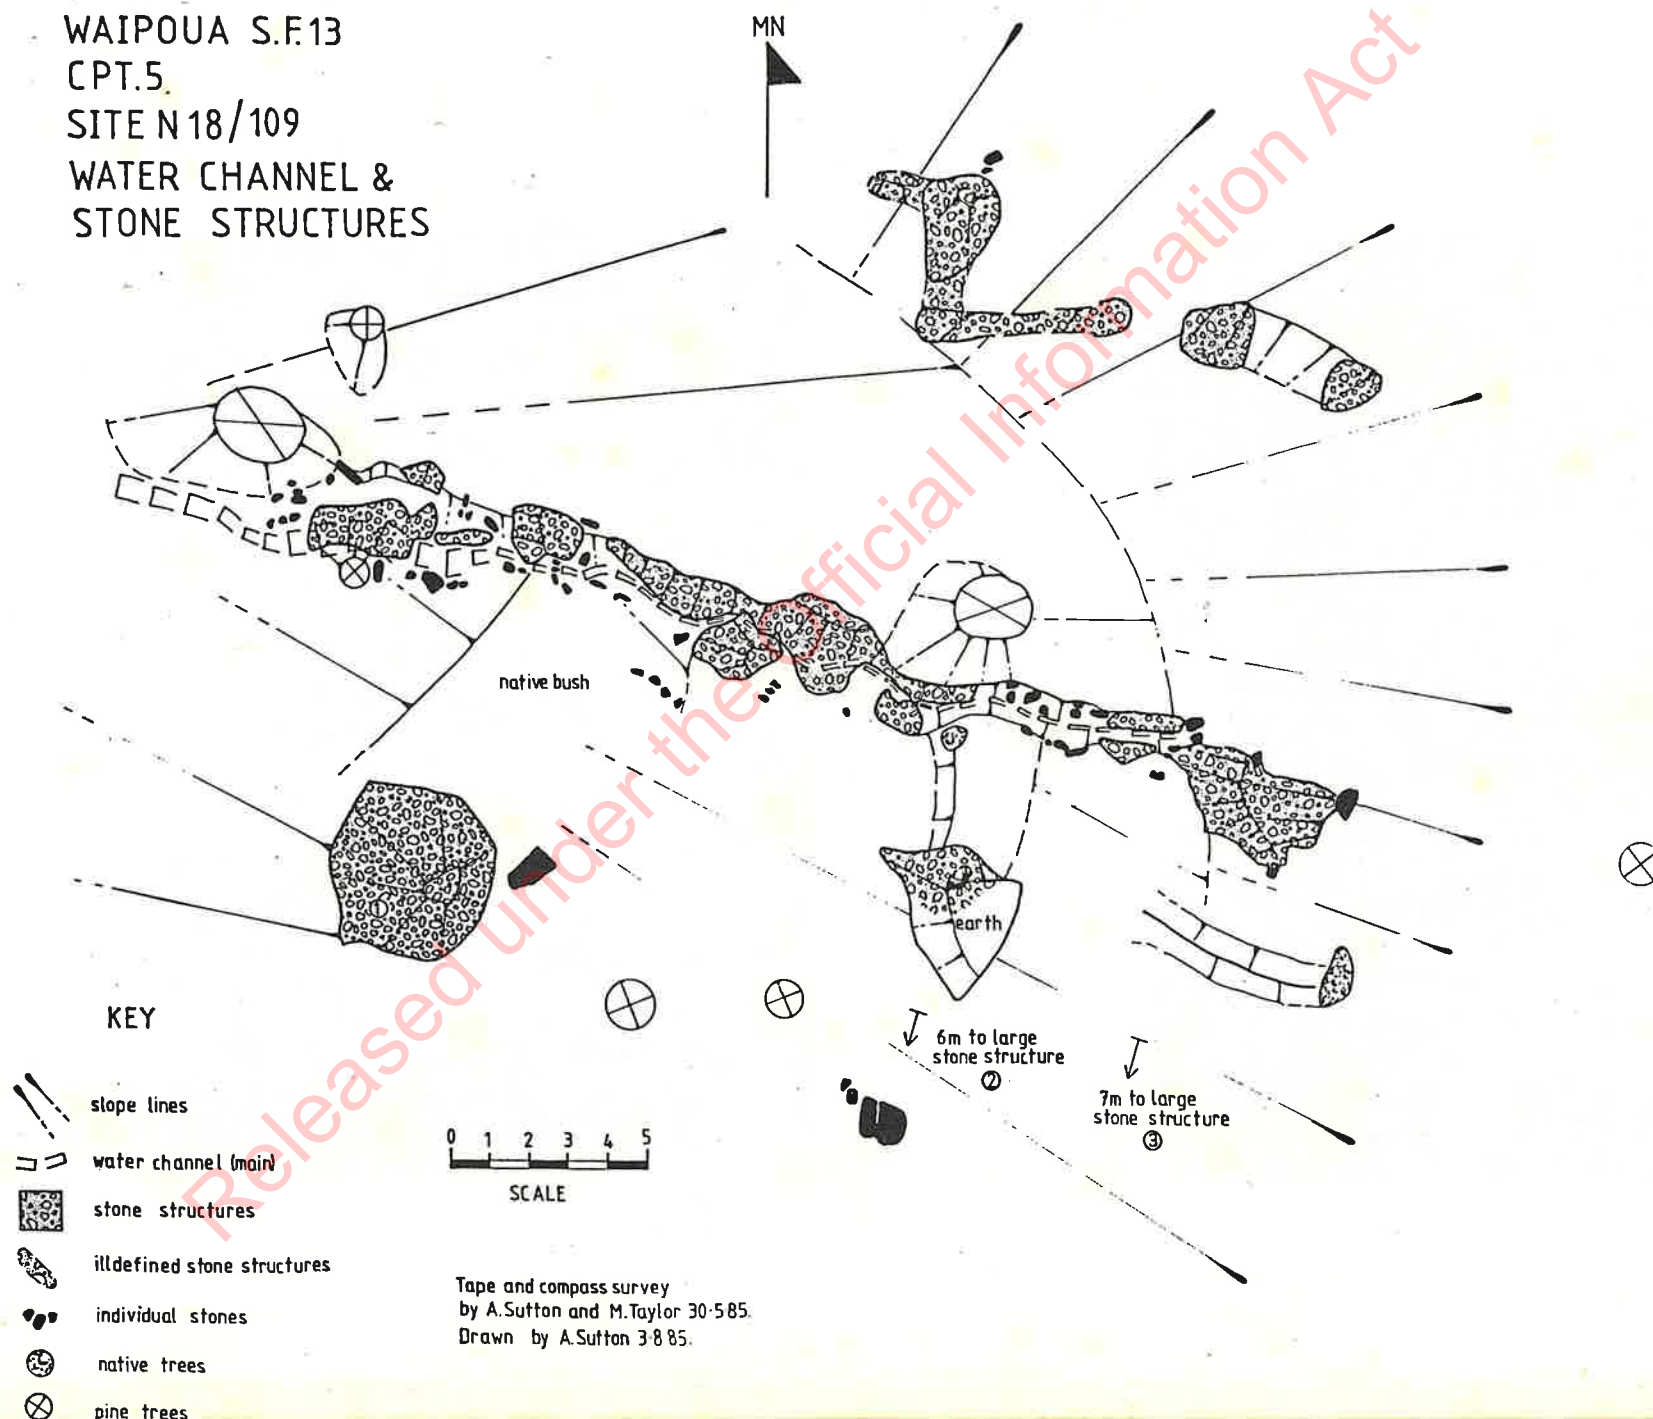 WAIPOUA S.F.13
CPT.5.
SITE N18/109
WATER CHANNEL &
STONE STRUCTURES
MN
native bush
1
earth
6m to large
stone structure
2
7m to large
stone structure
3
KEY
slope lines
water channel (main)
stone structures
illdefined stone structures
individual stones
native trees
pine trees
0 1 2 3 4 5
SCALE
Tape and compass survey
by A.Sutton and M.Taylor 30·5·85.
Drawn by A.Sutton 3·8·85.
Released under the Official Information Act